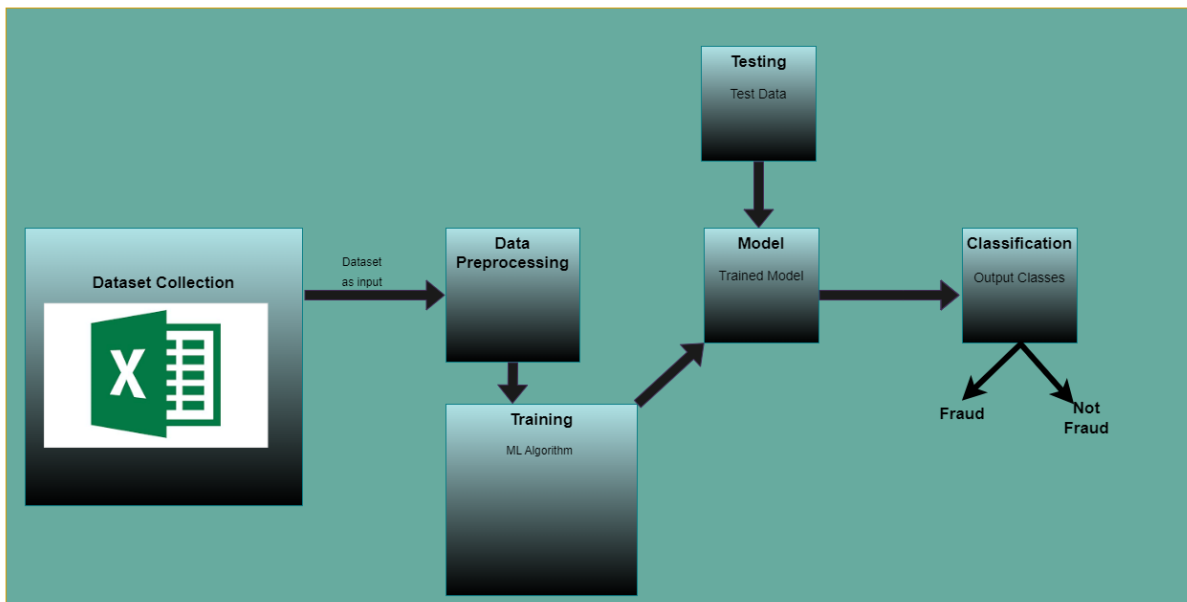 Testing
Test Data
Dataset Collection
X
Dataset
as input
Data
Preprocessing
Training
ML Algorithm
Model
Trained Model
Classification
Output Classes
Fraud
Not
Fraud